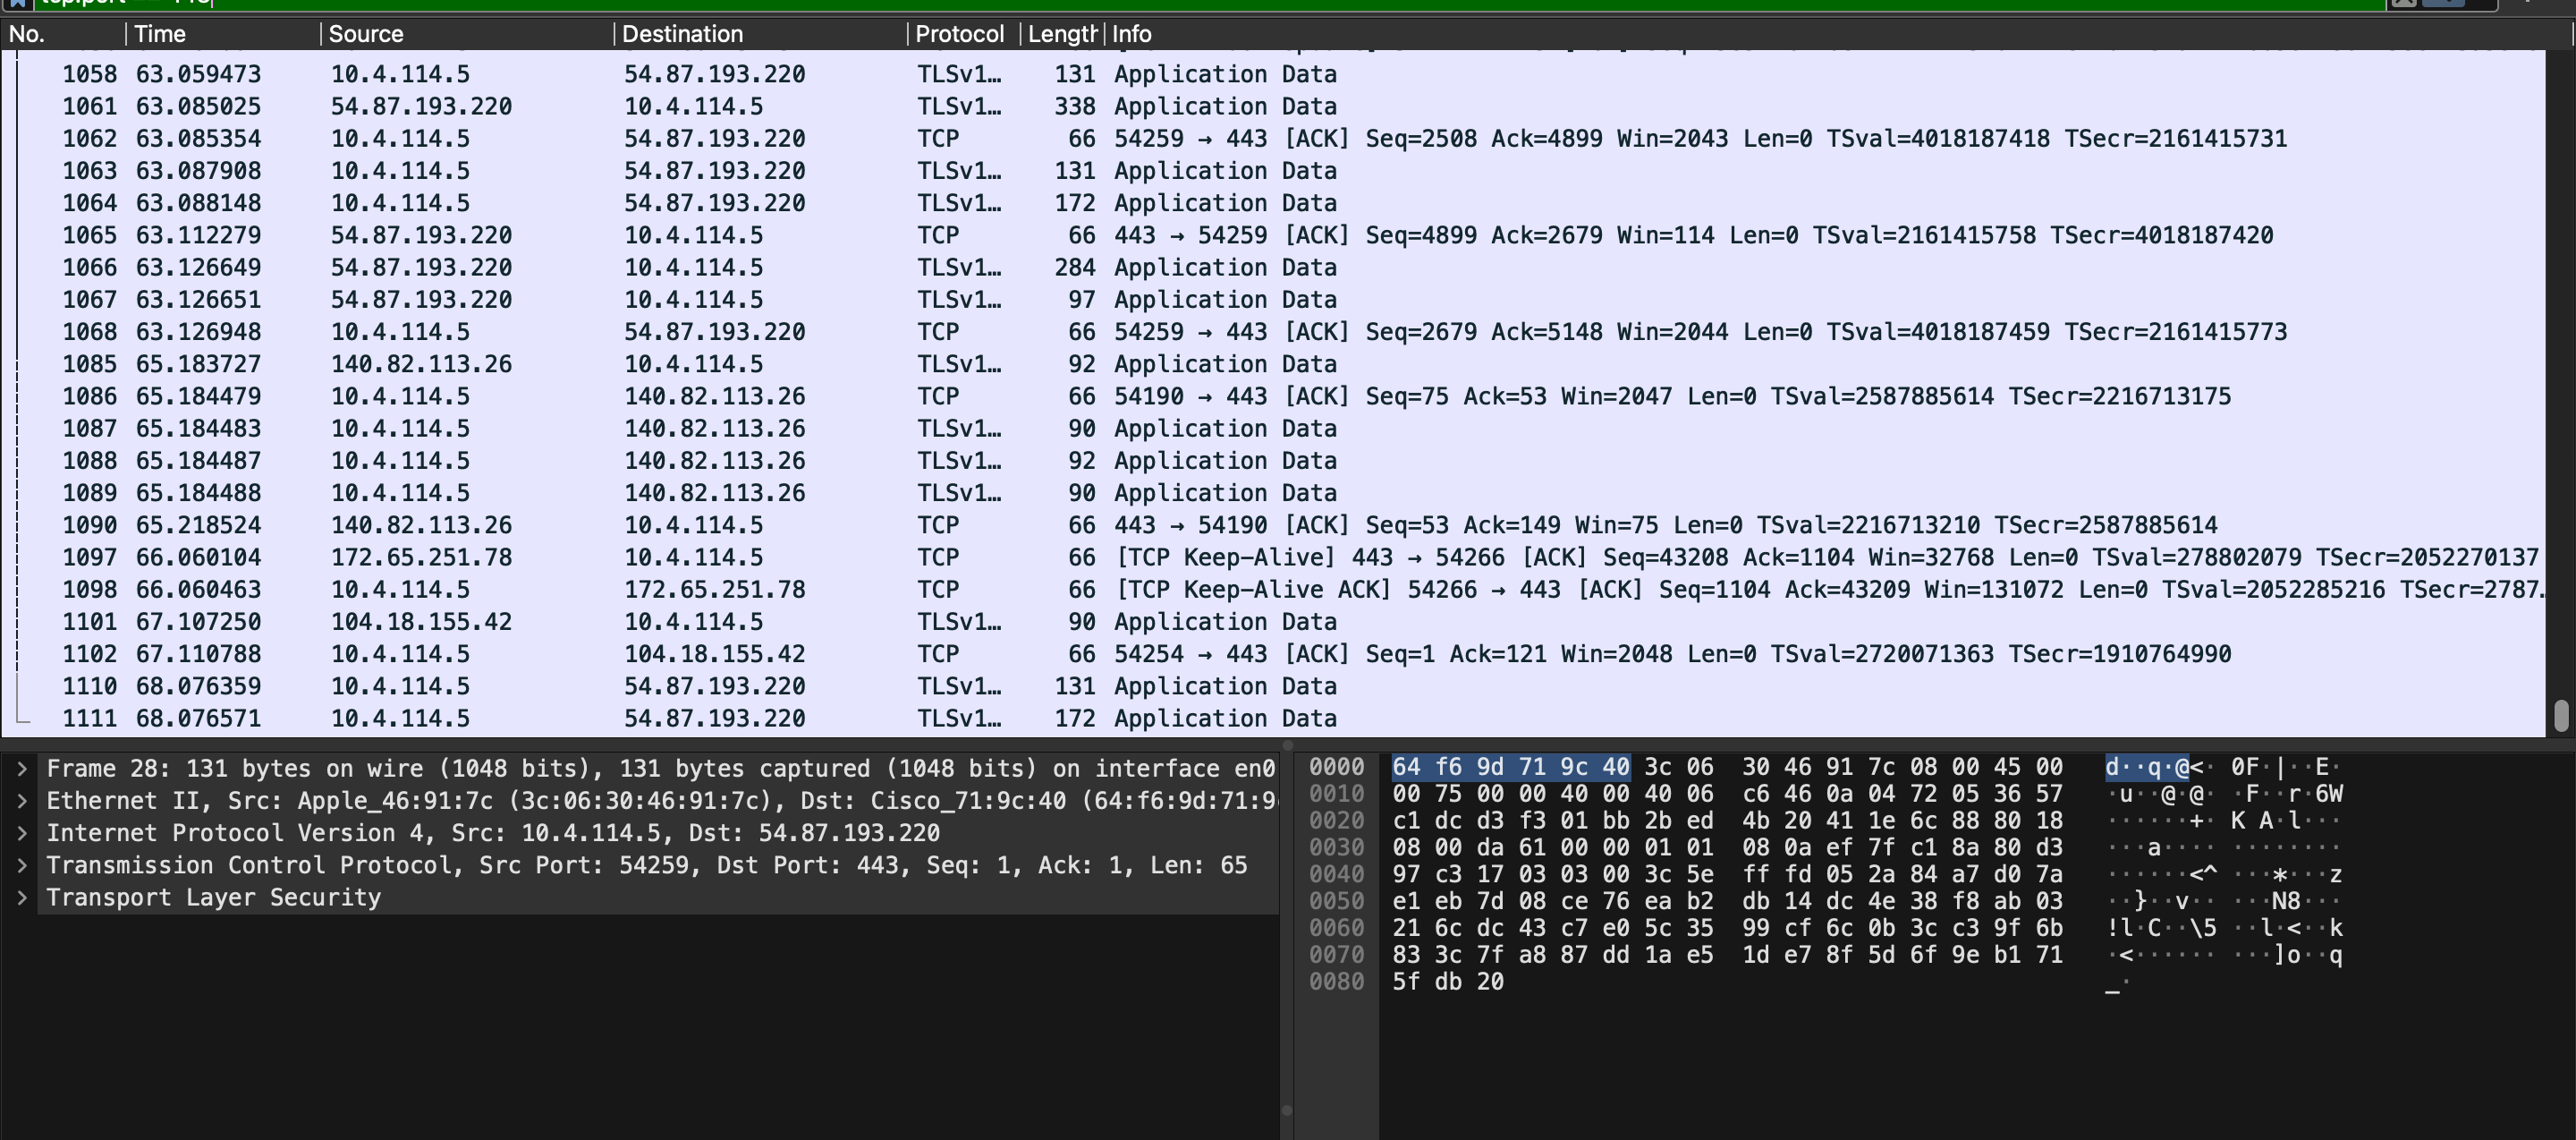 No. Time Source Destination Protocol Length Info
1058 63.059473 10.4.114.5 54.87.193.220 TLSv1… 131 Application Data
1061 63.085025 54.87.193.220 10.4.114.5 TLSv1… 338 Application Data
1062 63.085354 10.4.114.5 54.87.193.220 TCP 66 54259 → 443 [ACK] Seq=2508 Ack=4899 Win=2043 Len=0 TSval=4018187418 TSecr=2161415731
1063 63.087908 10.4.114.5 54.87.193.220 TLSv1… 131 Application Data
1064 63.088148 10.4.114.5 54.87.193.220 TLSv1… 172 Application Data
1065 63.112279 54.87.193.220 10.4.114.5 TCP 66 443 → 54259 [ACK] Seq=4899 Ack=2679 Win=114 Len=0 TSval=2161415758 TSecr=4018187420
1066 63.126649 54.87.193.220 10.4.114.5 TLSv1… 284 Application Data
1067 63.126651 54.87.193.220 10.4.114.5 TLSv1… 97 Application Data
1068 63.126948 10.4.114.5 54.87.193.220 TCP 66 54259 → 443 [ACK] Seq=2679 Ack=5148 Win=2044 Len=0 TSval=4018187459 TSecr=2161415773
1085 65.183727 140.82.113.26 10.4.114.5 TLSv1… 92 Application Data
1086 65.184479 10.4.114.5 140.82.113.26 TCP 66 54190 → 443 [ACK] Seq=75 Ack=53 Win=2047 Len=0 TSval=2587885614 TSecr=2216713175
1087 65.184483 10.4.114.5 140.82.113.26 TLSv1… 90 Application Data
1088 65.184487 10.4.114.5 140.82.113.26 TLSv1… 92 Application Data
1089 65.184488 10.4.114.5 140.82.113.26 TLSv1… 90 Application Data
1090 65.218524 140.82.113.26 10.4.114.5 TCP 66 443 → 54190 [ACK] Seq=53 Ack=149 Win=75 Len=0 TSval=2216713210 TSecr=2587885614
1097 66.060104 172.65.251.78 10.4.114.5 TCP 66 [TCP Keep-Alive] 443 → 54266 [ACK] Seq=43208 Ack=1104 Win=32768 Len=0 TSval=278802079 TSecr=2052270137
1098 66.060463 10.4.114.5 172.65.251.78 TCP 66 [TCP Keep-Alive ACK] 54266 → 443 [ACK] Seq=1104 Ack=43209 Win=131072 Len=0 TSval=2052285216 TSecr=2787…
1101 67.107250 104.18.155.42 10.4.114.5 TLSv1… 90 Application Data
1102 67.110788 10.4.114.5 104.18.155.42 TCP 66 54254 → 443 [ACK] Seq=1 Ack=121 Win=2048 Len=0 TSval=2720071363 TSecr=1910764990
1110 68.076359 10.4.114.5 54.87.193.220 TLSv1… 131 Application Data
1111 68.076571 10.4.114.5 54.87.193.220 TLSv1… 172 Application Data
Frame 28: 131 bytes on wire (1048 bits), 131 bytes captured (1048 bits) on interface en0
Ethernet II, Src: Apple_46:91:7c (3c:06:30:46:91:7c), Dst: Cisco_71:9c:40 (64:f6:9d:71:9
Internet Protocol Version 4, Src: 10.4.114.5, Dst: 54.87.193.220
Transmission Control Protocol, Src Port: 54259, Dst Port: 443, Seq: 1, Ack: 1, Len: 65
Transport Layer Security
0000 64 f6 9d 71 9c 40 3c 06 30 46 91 7c 08 00 45 00 d··q·@<· 0F·|··E·
0010 00 75 00 00 40 00 40 06 c6 46 0a 04 72 05 36 57 ·u··@·@· ·F··r·6W
0020 c1 dc d3 f3 01 bb 2b ed 4b 20 41 1e 6c 88 80 18 ······+· K A·l···
0030 08 00 da 61 00 00 01 01 08 0a ef 7f c1 8a 80 d3 ···a···· ········
0040 97 c3 17 03 03 00 3c 5e ff fd 05 2a 84 a7 d0 7a ······<^ ···*···z
0050 e1 eb 7d 08 ce 76 ea b2 db 14 dc 4e 38 f8 ab 03 ··}··v·· ···N8···
0060 21 6c dc 43 c7 e0 5c 35 99 cf 6c 0b 3c c3 9f 6b !l·C··\5 ··l·<··k
0070 83 3c 7f a8 87 dd 1a e5 1d e7 8f 5d 6f 9e b1 71 ·<······ ···]o··q
0080 5f db 20 _·